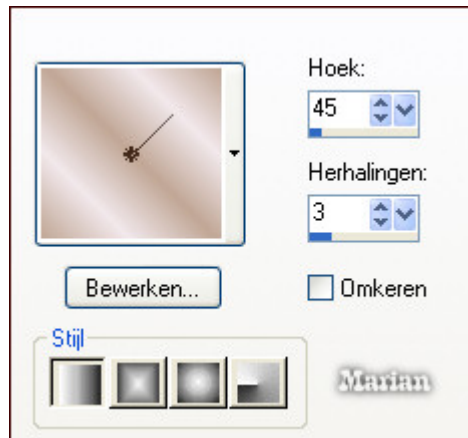 Hoek:
45
Herhalingen:
3
Bewerken...
Omkeren
Stijl
Marian